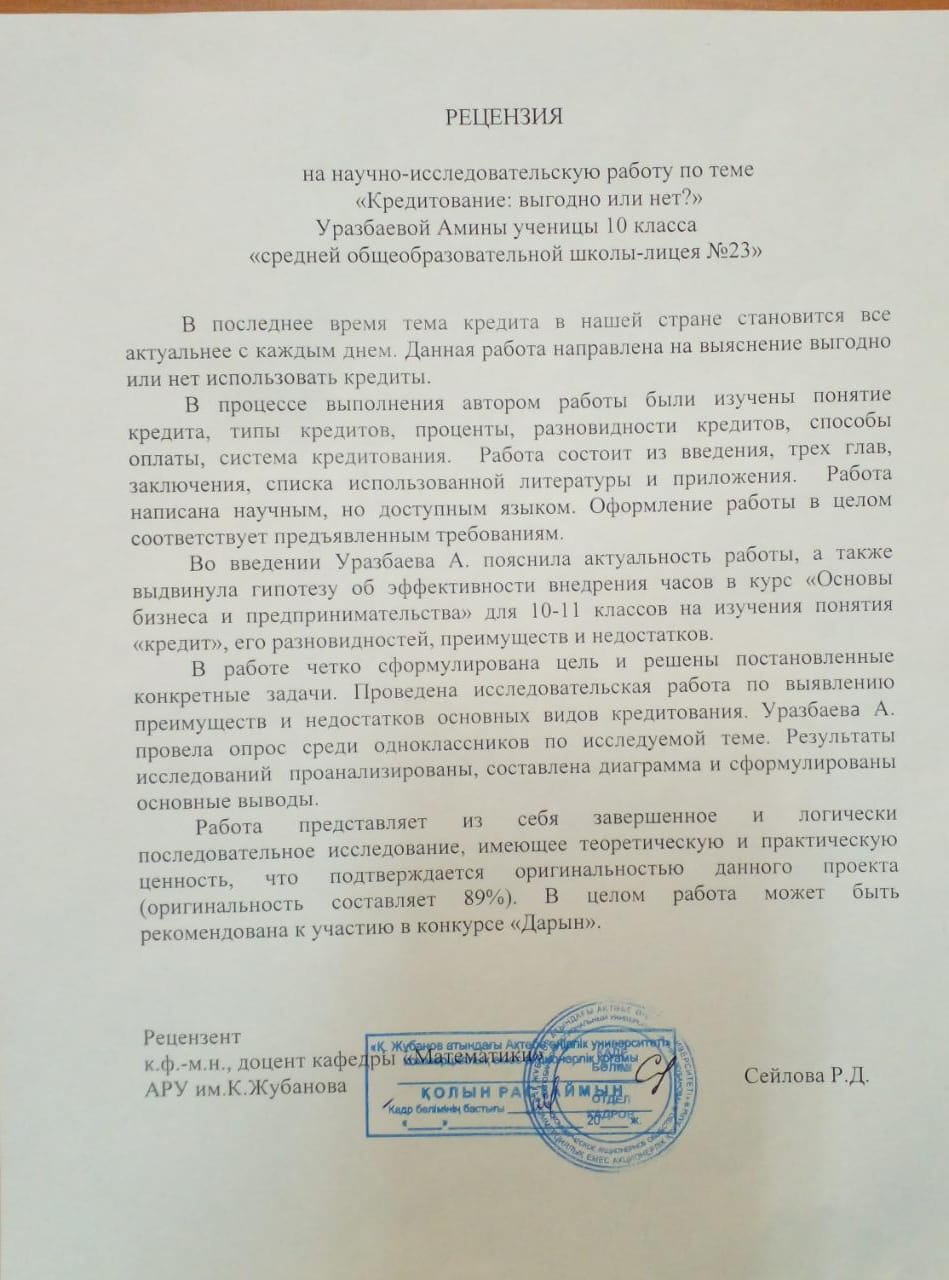 РЕЦЕНЗИЯ
на научно-исследовательскую работу по теме
«Кредитование: выгодно или нет?»
Уразбаевой Амины ученицы 10 класса
«средней общеобразовательной школы-лицея №23»
В последнее время тема кредита в нашей стране становится все
актуальнее с каждым днем. Данная работа направлена на выяснение выгодно
или нет использовать кредиты.
В процессе выполнения автором работы были изучены понятие
кредита, типы кредитов, проценты, разновидности кредитов, способы
оплаты, система кредитования. Работа состоит из введения, трех глав,
заключения, списка использованной литературы и приложения. Работа
написана научным, но доступным языком. Оформление работы в целом
соответствует предъявленным требованиям.
Во введении Уразбаева А. пояснила актуальность работы, а также
выдвинула гипотезу об эффективности внедрения часов в курс «Основы
бизнеса и предпринимательства» для 10-11 классов на изучения понятия
«кредит», его разновидностей, преимуществ и недостатков.
В работе четко сформулирована цель и решены постановленные
конкретные задачи. Проведена исследовательская работа по выявлению
преимуществ и недостатков основных видов кредитования. Уразбаева А.
провела опрос среди одноклассников по исследуемой теме. Результаты
исследований проанализированы, составлена диаграмма и сформулированы
основные выводы.
Работа представляет из себя завершенное и логически
последовательное исследование, имеющее теоретическую и практическую
ценность, что подтверждается оригинальностью данного проекта
(оригинальность составляет 89%). В целом работа может быть
рекомендована к участию в конкурсе «Дарын».
Рецензент
к.ф.-м.н., доцент кафедры «Математики»
АРУ им.К.Жубанова
Сейлова Р.Д.
«Қ. Жұбанов атындағы Ақтөбе өңірлік университеті»
ҚОЛЫН РАСТАЙМЫН
Кадр бөлімінің бастығы
20 ж.
БӨЛІМІ
ОТДЕЛ
КАДРОВ